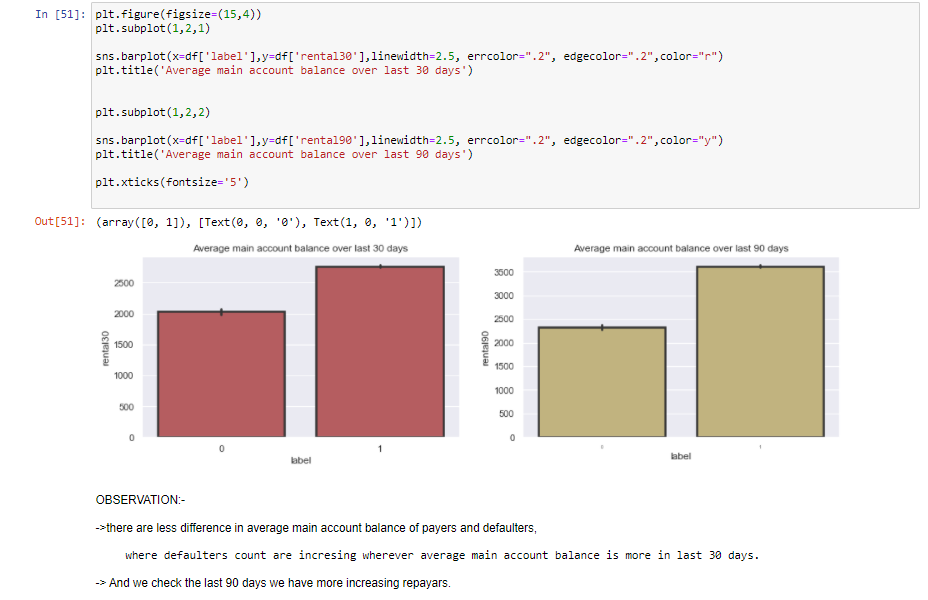 In [51]: plt.figure(figsize=(15,4))
plt.subplot(1,2,1)
sns.barplot(x=df['label'],y=df['rental30'],linewidth=2.5, errcolor=".2", edgecolor=".2",color="r")
plt.title('Average main account balance over last 30 days')
plt.subplot(1,2,2)
sns.barplot(x=df['label'],y=df['rental90'],linewidth=2.5, errcolor=".2", edgecolor=".2",color="y")
plt.title('Average main account balance over last 90 days')
plt.xticks(fontsize='5')
Out[51]: (array([0, 1]), [Text(0, 0, '0'), Text(1, 0, '1')])
Average main account balance over last 30 days
2500
2000
1500
1000
500
0
rental30
0 1
label
Average main account balance over last 90 days
3500
3000
2500
2000
1500
1000
500
0
rental90
label
OBSERVATION:-
->there are less difference in average main account balance of payers and defaulters,
where defaulters count are incresing wherever average main account balance is more in last 30 days.
-> And we check the last 90 days we have more increasing repayars.